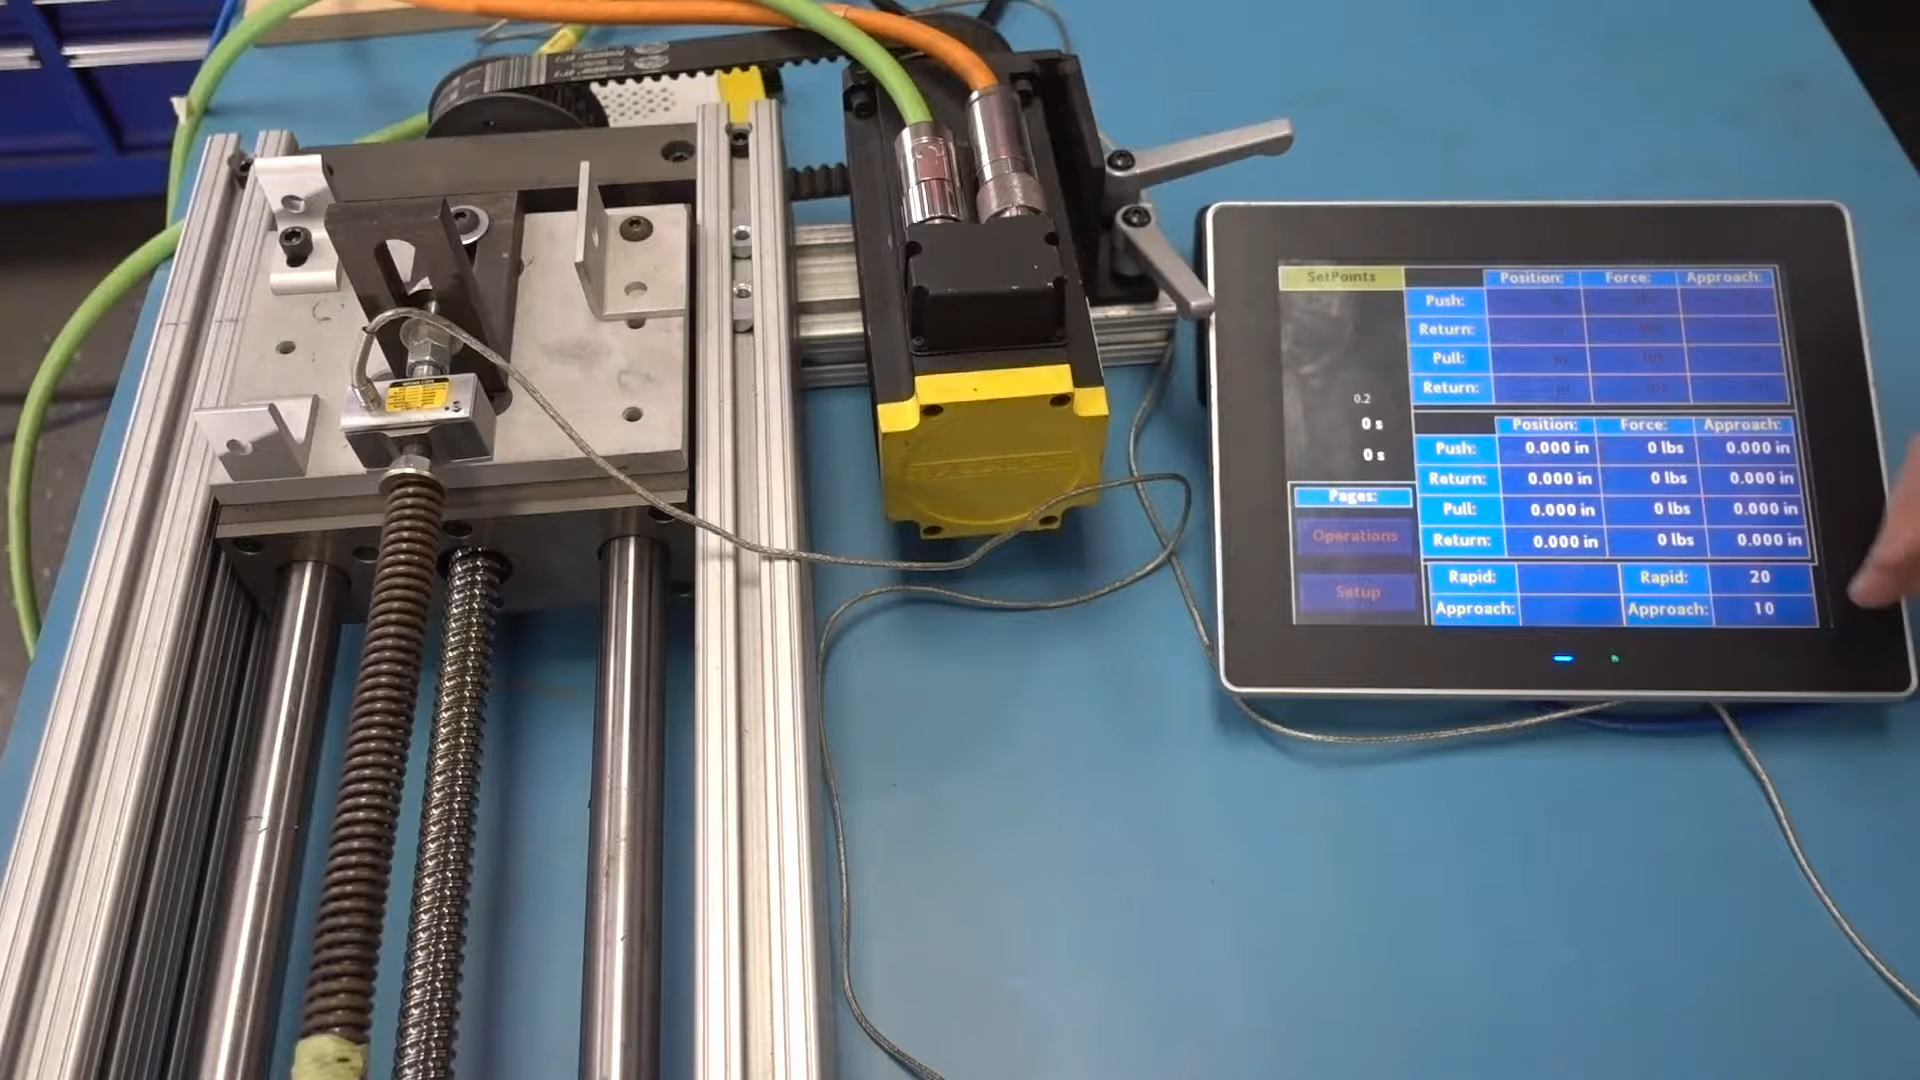 SetPoints
Position: Force: Approach:
Push:
Return:
Pull:
Return:
0.2
0 s
0 s
Position: Force: Approach:
Push: 0.000 in 0 lbs 0.000 in
Return: 0.000 in 0 lbs 0.000 in
Pull: 0.000 in 0 lbs 0.000 in
Return: 0.000 in 0 lbs 0.000 in
Pages:
Operations
Setup
Rapid: Rapid: 20
Approach: Approach: 10